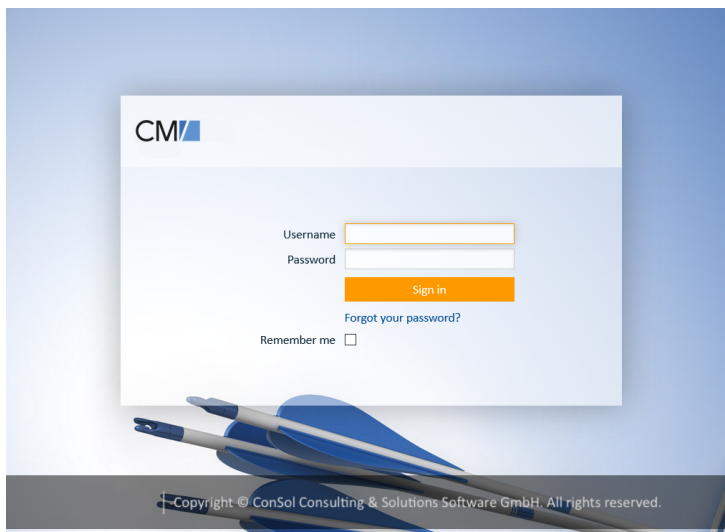 CM/
Username
Password
Sign in
Forgot your password?
Remember me
Copyright © ConSol Consulting & Solutions Software GmbH. All rights reserved.